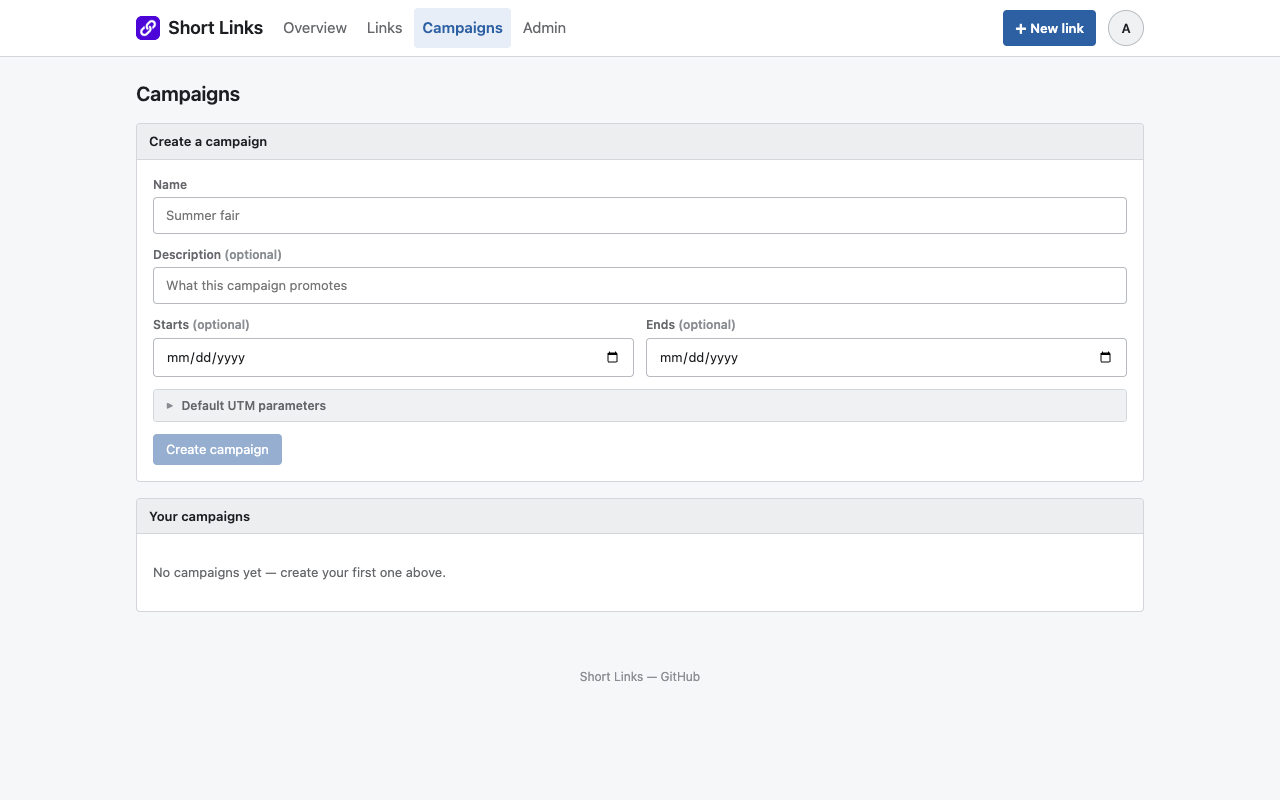 Short Links Overview Links Campaigns Admin + New link A
Campaigns
Create a campaign
Name
Summer fair
Description (optional)
What this campaign promotes
Starts (optional) Ends (optional)
mm/dd/yyyy mm/dd/yyyy
Default UTM parameters
Create campaign
Your campaigns
No campaigns yet — create your first one above.
Short Links — GitHub